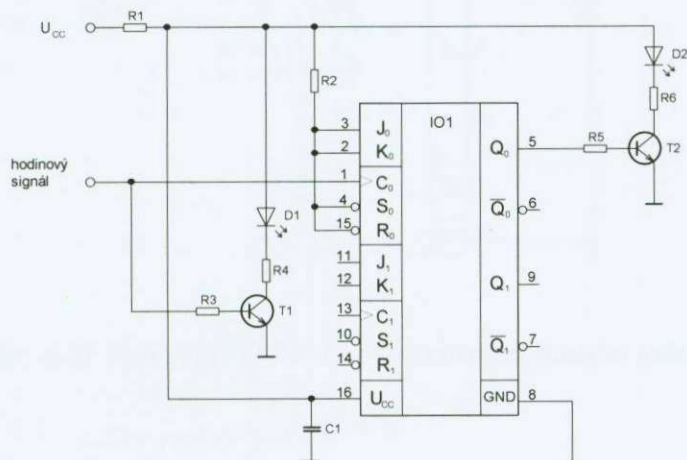 R1
U_CC
R2
D2
R6
T2
hodinový
signál
IO1
3 J₀
2 K₀
1 C₀
4 S₀
15 R₀
11 J₁
12 K₁
13 C₁
10 S₁
14 R₁
16 U_CC
Q₀ 5
R5
Q̅₀ 6
Q₁ 9
Q̅₁ 7
GND 8
D1
R4
R3
T1
C1